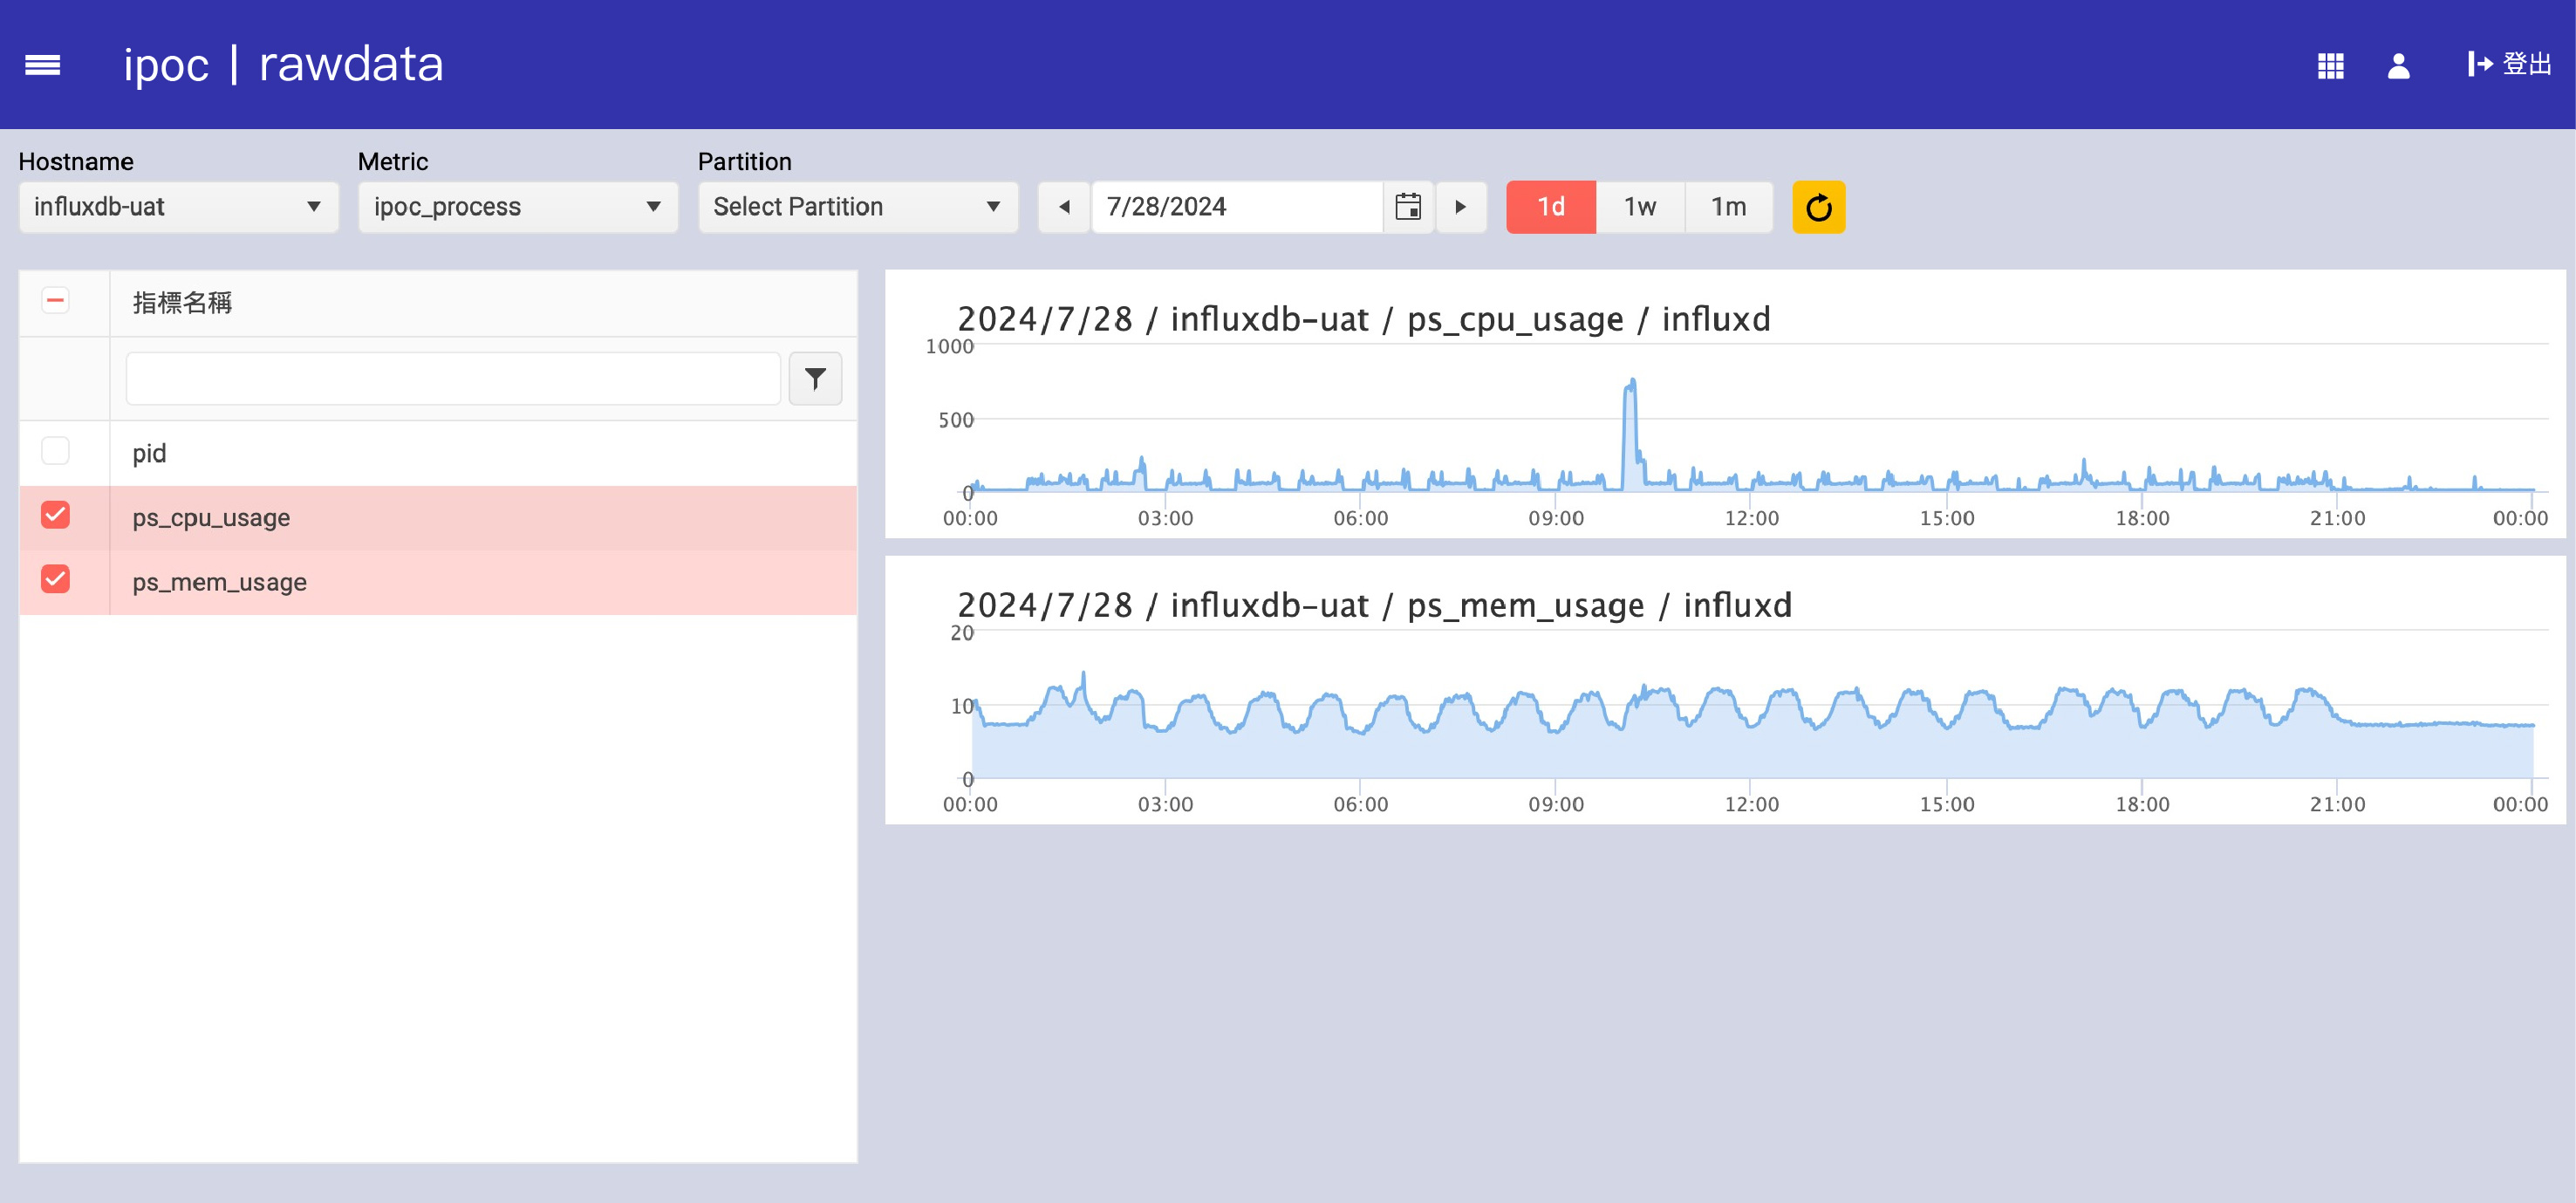 ipoc | rawdata
登出
Hostname
Metric
Partition
influxdb-uat
ipoc_process
Select Partition
7/28/2024
1d
1w
1m
指標名稱
pid
ps_cpu_usage
ps_mem_usage
2024/7/28 / influxdb-uat / ps_cpu_usage / influxd
1000
500
0
00:00 03:00 06:00 09:00 12:00 15:00 18:00 21:00 00:00
2024/7/28 / influxdb-uat / ps_mem_usage / influxd
20
10
0
00:00 03:00 06:00 09:00 12:00 15:00 18:00 21:00 00:00